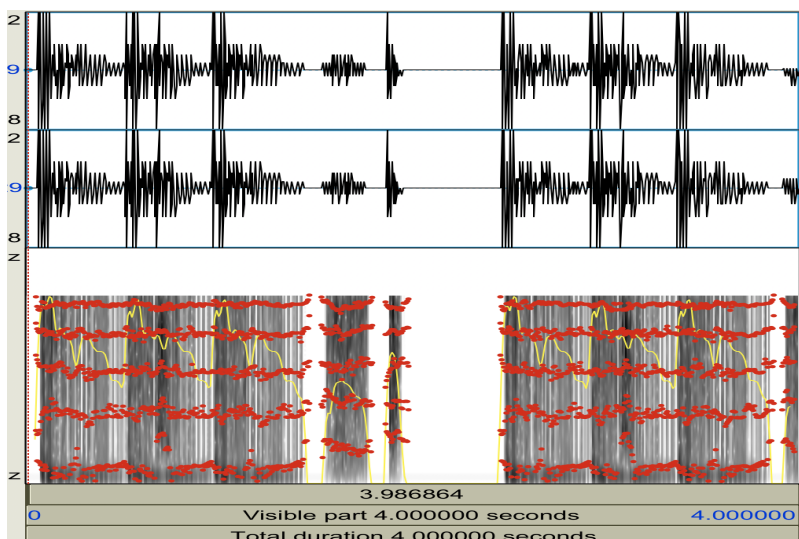 2
9
8
2
9
8
z
z
3.986864
0 Visible part 4.000000 seconds 4.000000
Total duration 4.000000 seconds